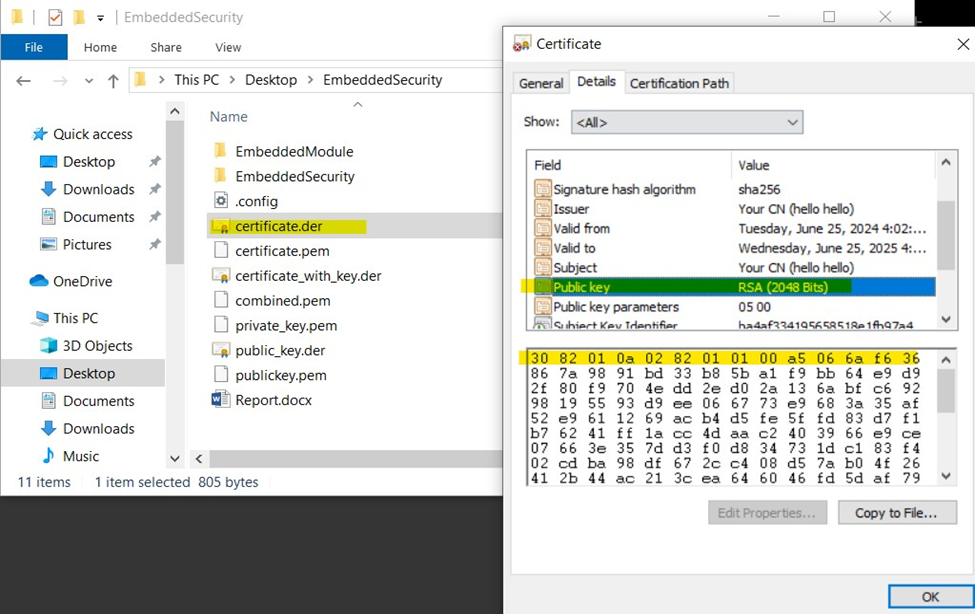 EmbeddedSecurity
File Home Share View
This PC Desktop EmbeddedSecurity
Quick access
Desktop
Downloads
Documents
Pictures
OneDrive
This PC
3D Objects
Desktop
Documents
Downloads
Music
Name
EmbeddedModule
EmbeddedSecurity
.config
certificate.der
certificate.pem
certificate_with_key.der
combined.pem
private_key.pem
public_key.der
publickey.pem
Report.docx
11 items 1 item selected 805 bytes
Certificate
General Details Certification Path
Show: <All>
Field Value
Signature hash algorithm sha256
Issuer Your CN (hello hello)
Valid from Tuesday, June 25, 2024 4:02:...
Valid to Wednesday, June 25, 2025 4:...
Subject Your CN (hello hello)
Public key RSA (2048 Bits)
Public key parameters 05 00
Subject Key Identifier ba4af334195658518e1fb97a4
30 82 01 0a 02 82 01 01 00 a5 06 6a f6 36
86 7a 98 91 bd 33 b8 5b a1 f9 bb 64 e9 d9
2f 80 f9 70 4e dd 2e d0 2a 13 6a bf c6 92
98 19 55 93 d9 ee 06 67 73 e9 68 3a 35 af
52 e9 61 12 69 ac b4 d5 fe 5f fd 83 d7 f1
b7 62 41 ff 1a cc 4d aa c2 40 39 66 e9 ce
07 66 3e 35 7d d3 f0 d8 34 73 1d c1 83 f4
02 cd ba 98 df 67 2c c4 08 d5 7a b0 4f 26
41 2b 44 ac 21 3c ea 64 60 46 fd 5d af 79
Edit Properties... Copy to File...
OK